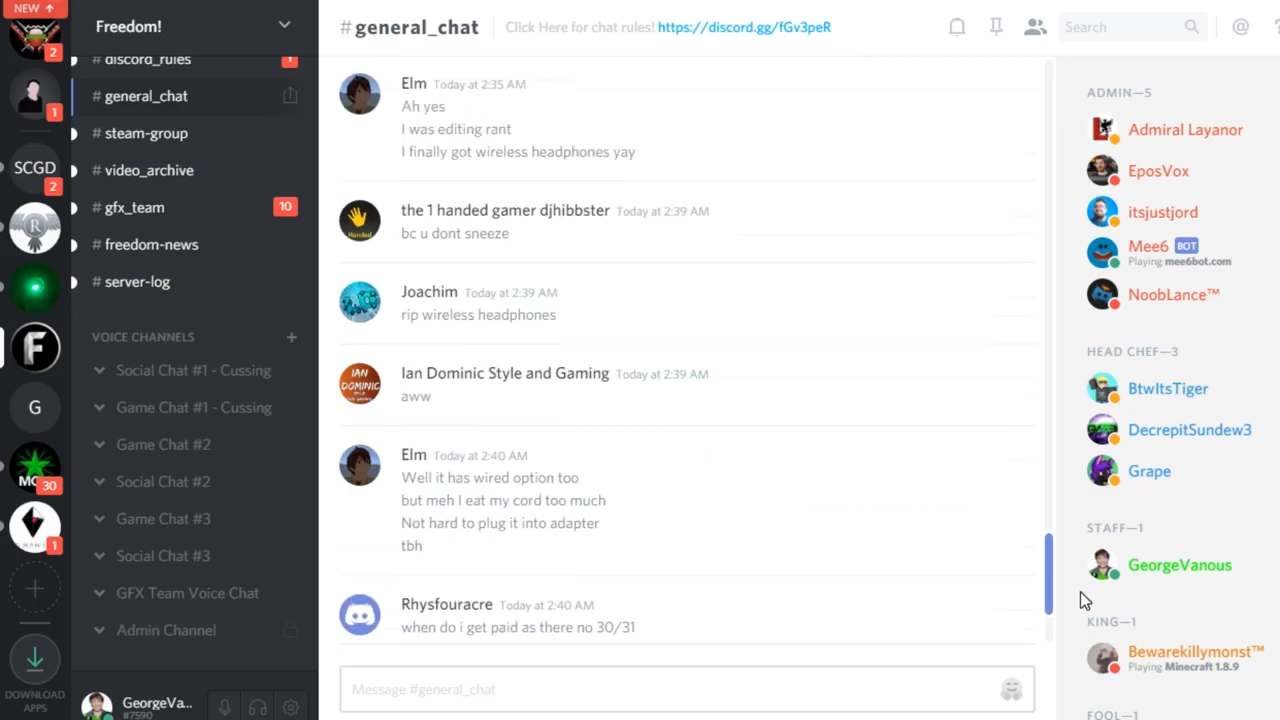 NEW ↑
2
1
SCGD
2
F
G
MC
30
1
DOWNLOAD
APPS
Freedom!
# discord_rules
1
# general_chat
# steam-group
# video_archive
# gfx_team
10
# freedom-news
# server-log
VOICE CHANNELS
Social Chat #1 - Cussing
Game Chat #1 - Cussing
Game Chat #2
Social Chat #2
Game Chat #3
Social Chat #3
GFX Team Voice Chat
Admin Channel
GeorgeVa...
#7590
#general_chat
Click Here for chat rules! https://discord.gg/fGv3peR
Search
Elm Today at 2:35 AM
Ah yes
I was editing rant
I finally got wireless headphones yay
the 1 handed gamer djhibbster Today at 2:39 AM
bc u dont sneeze
Joachim Today at 2:39 AM
rip wireless headphones
IAN
DOMINIC
Ian Dominic Style and Gaming Today at 2:39 AM
aww
Elm Today at 2:40 AM
Well it has wired option too
but meh I eat my cord too much
Not hard to plug it into adapter
tbh
Rhysfouracre Today at 2:40 AM
when do i get paid as there no 30/31
Message #general_chat
ADMIN—5
Admiral Layanor
EposVox
itsjustjord
Mee6 BOT
Playing mee6bot.com
NoobLance™
HEAD CHEF—3
BtwItsTiger
DecrepitSundew3
Grape
STAFF—1
GeorgeVanous
KING—1
Bewarekillymonst™
Playing Minecraft 1.8.9
FOOL—1